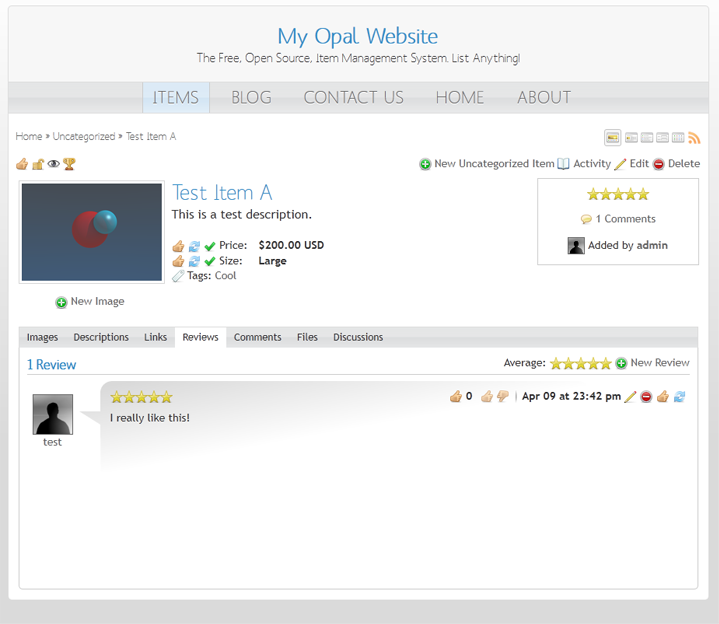 My Opal Website
The Free, Open Source, Item Management System. List Anything!
ITEMS BLOG CONTACT US HOME ABOUT
Home » Uncategorized » Test Item A
New Uncategorized Item Activity Edit Delete
Test Item A
This is a test description.
Price: $200.00 USD
Size: Large
Tags: Cool
1 Comments
Added by admin
New Image
Images Descriptions Links Reviews Comments Files Discussions
1 Review
Average: New Review
0 | Apr 09 at 23:42 pm
I really like this!
test